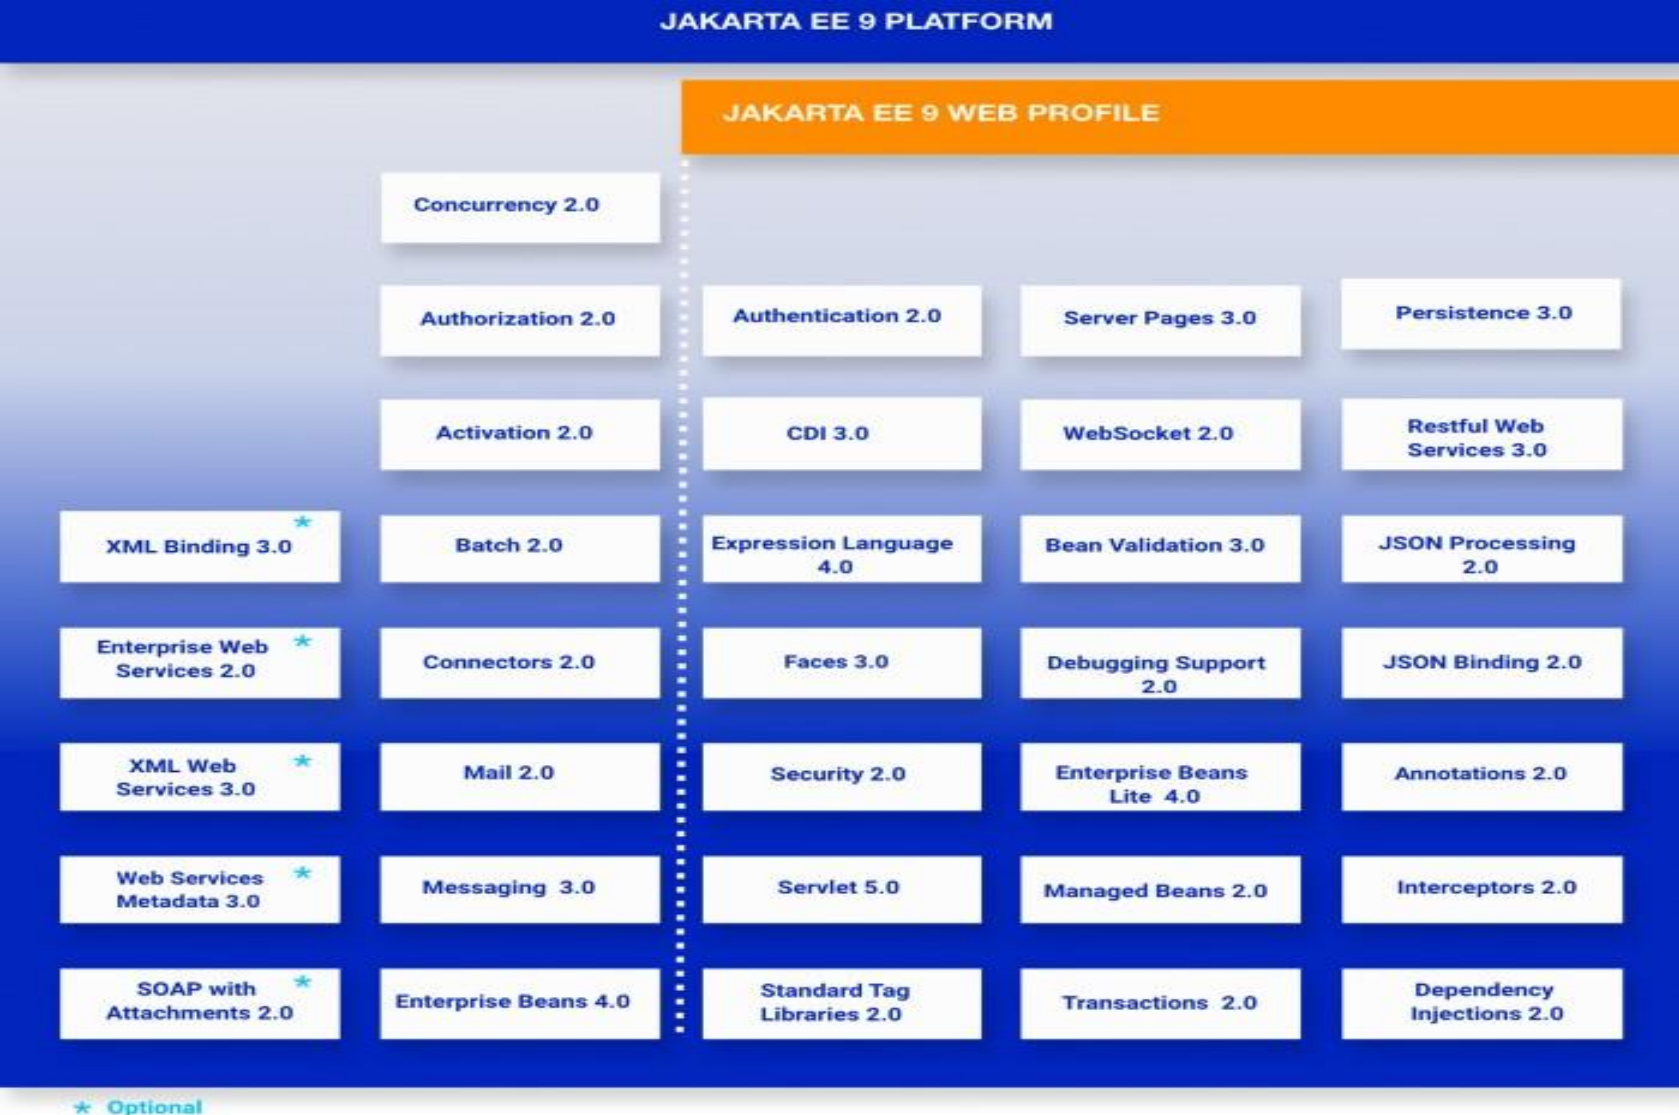 JAKARTA EE 9 PLATFORM
JAKARTA EE 9 WEB PROFILE
Concurrency 2.0
Authorization 2.0
Authentication 2.0
Server Pages 3.0
Persistence 3.0
Activation 2.0
CDI 3.0
WebSocket 2.0
Restful Web
Services 3.0
*
XML Binding 3.0
Batch 2.0
Expression Language
4.0
Bean Validation 3.0
JSON Processing
2.0
Enterprise Web *
Services 2.0
Connectors 2.0
Faces 3.0
Debugging Support
2.0
JSON Binding 2.0
XML Web *
Services 3.0
Mail 2.0
Security 2.0
Enterprise Beans
Lite 4.0
Annotations 2.0
Web Services *
Metadata 3.0
Messaging 3.0
Servlet 5.0
Managed Beans 2.0
Interceptors 2.0
SOAP with *
Attachments 2.0
Enterprise Beans 4.0
Standard Tag
Libraries 2.0
Transactions 2.0
Dependency
Injections 2.0
* Optional